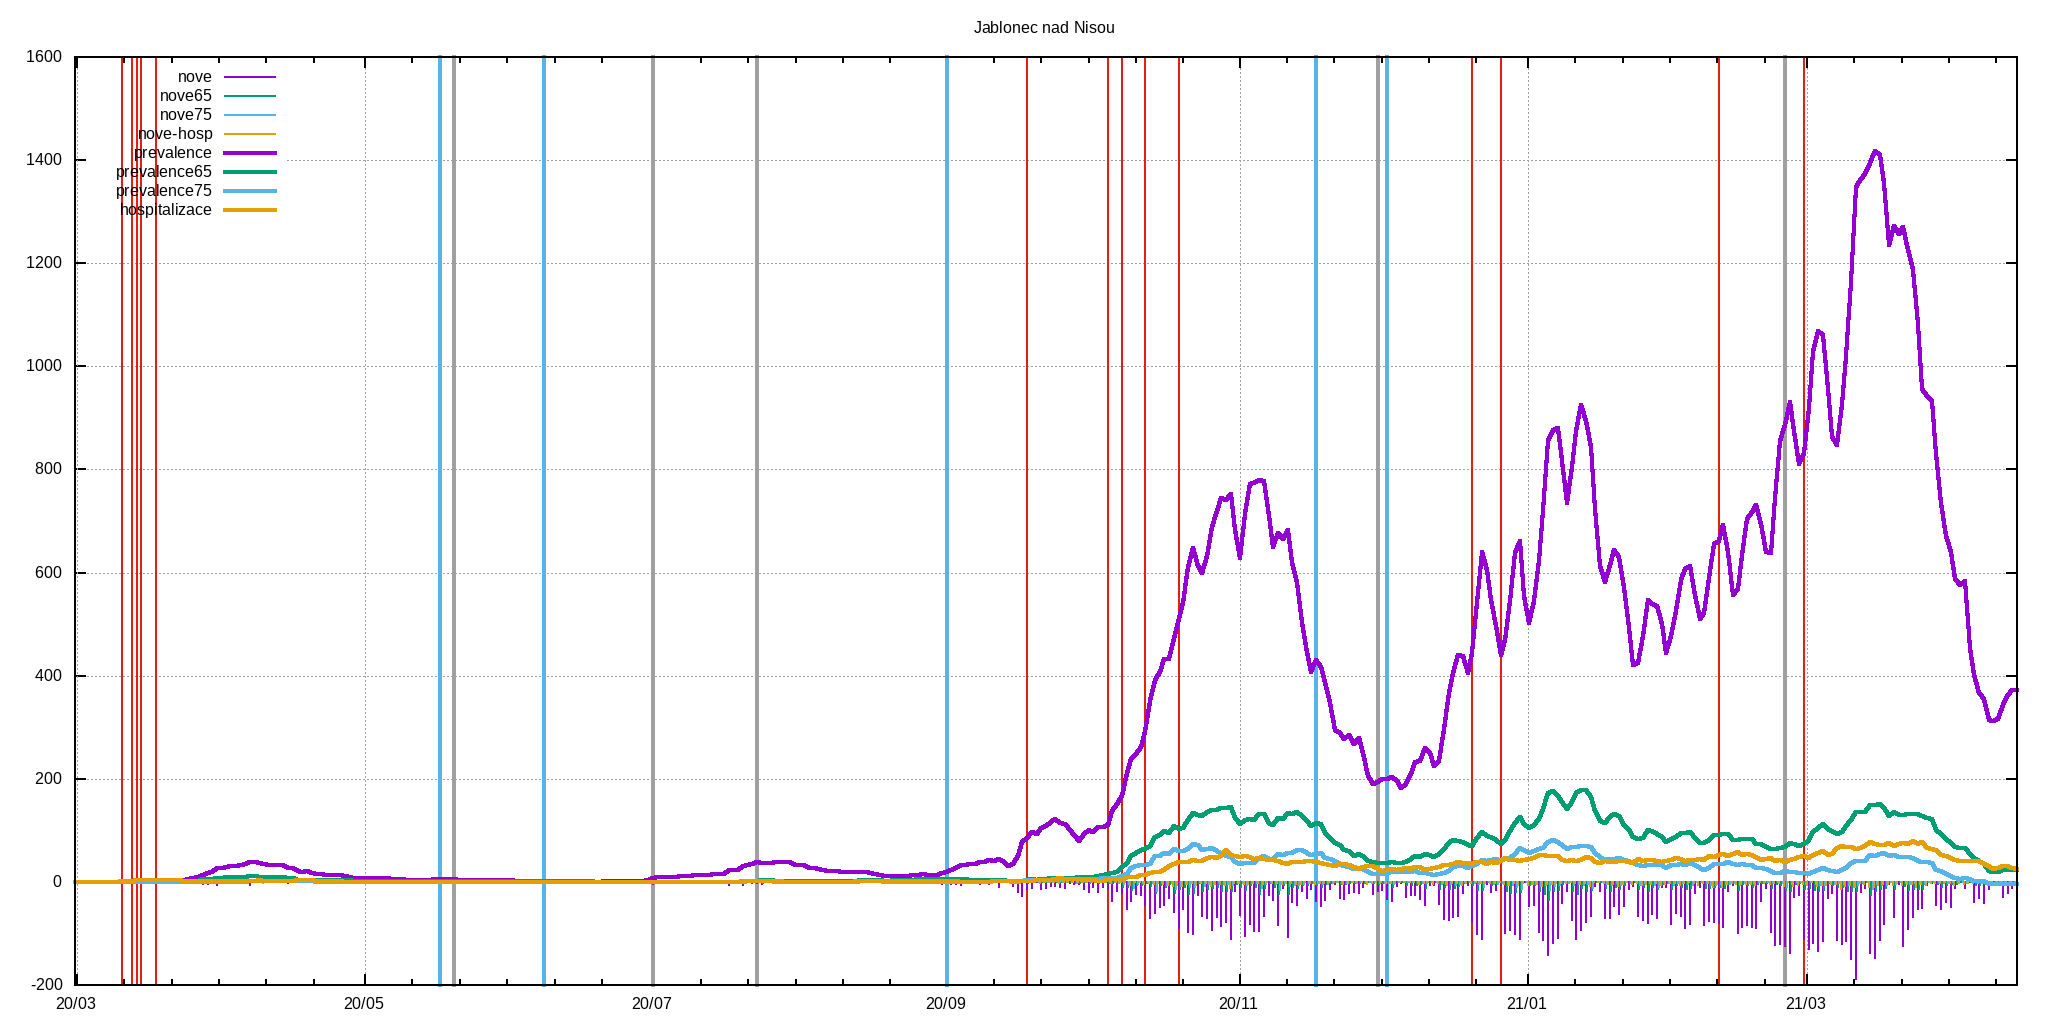 Jablonec nad Nisou
1600
1400
1200
1000
800
600
400
200
0
-200
nove
nove65
nove75
nove-hosp
prevalence
prevalence65
prevalence75
hospitalizace
20/03 20/05 20/07 20/09 20/11 21/01 21/03